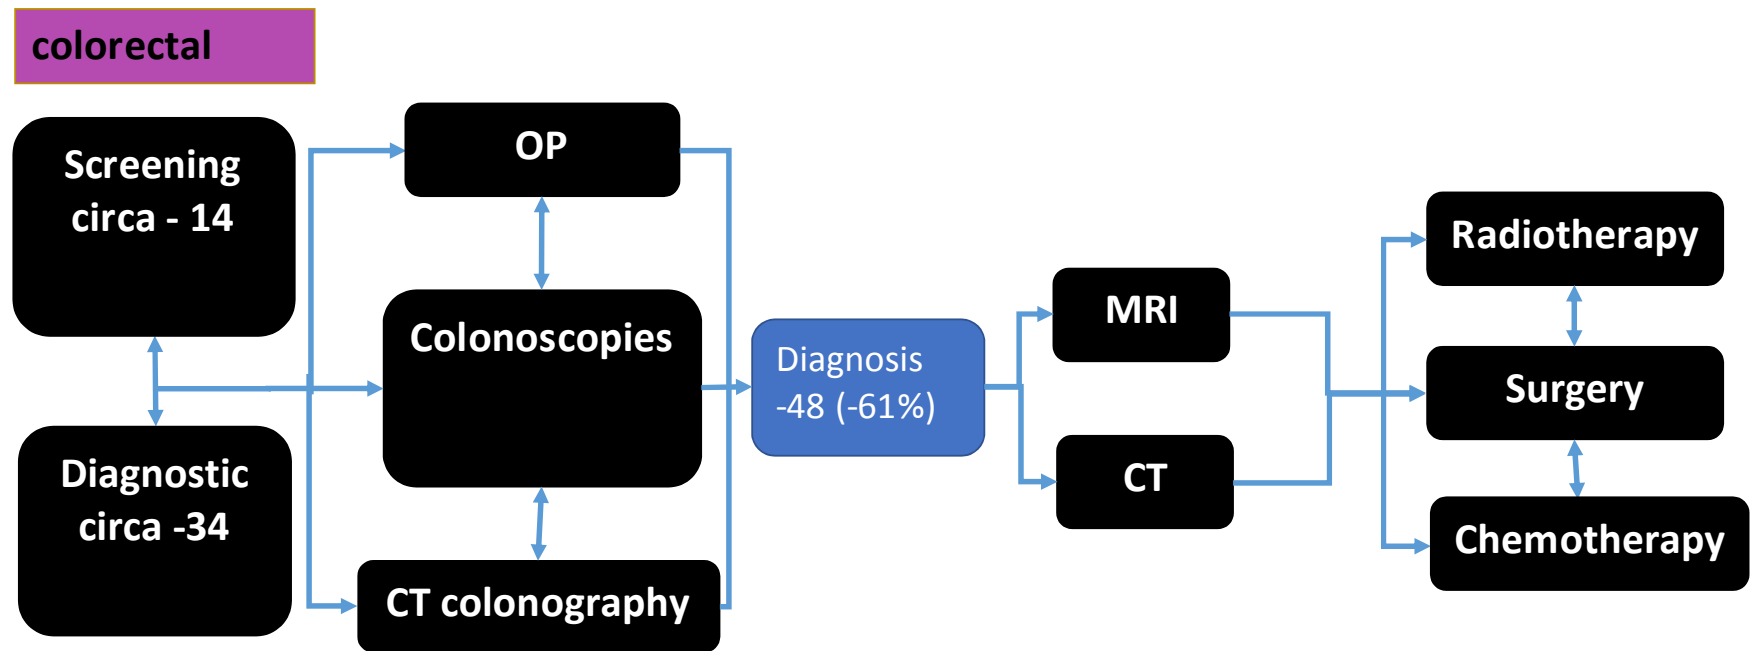 colorectal
Screening
circa - 14
Diagnostic
circa -34
OP
Colonoscopies
CT colonography
Diagnosis
-48 (-61%)
MRI
CT
Radiotherapy
Surgery
Chemotherapy